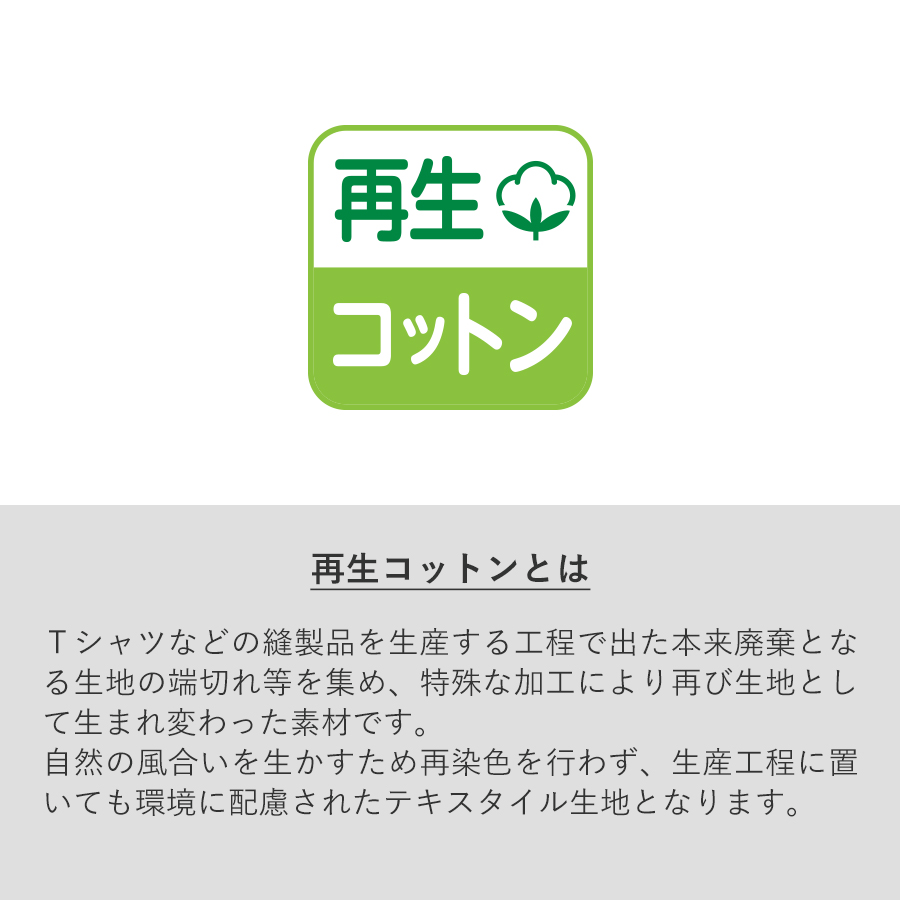 再生
コットン
再生コットンとは
Tシャツなどの縫製品を生産する工程で出た本来廃棄とな
る生地の端切れ等を集め、特殊な加工により再び生地とし
て生まれ変わった素材です。
自然の風合いを生かすため再染色を行わず、生産工程に置
いても環境に配慮されたテキスタイル生地となります。